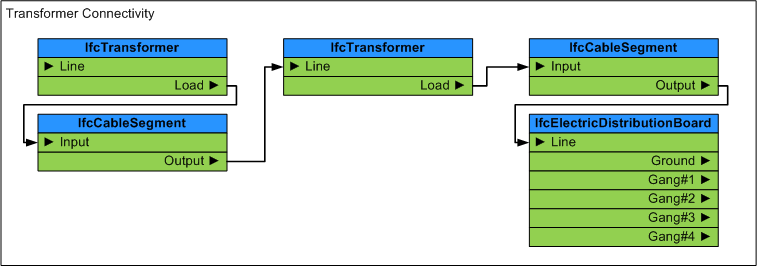 Transformer Connectivity
IfcTransformer
Line
Load
IfcCableSegment
Input
Output
IfcTransformer
Line
Load
IfcCableSegment
Input
Output
IfcElectricDistributionBoard
Line
Ground
Gang#1
Gang#2
Gang#3
Gang#4